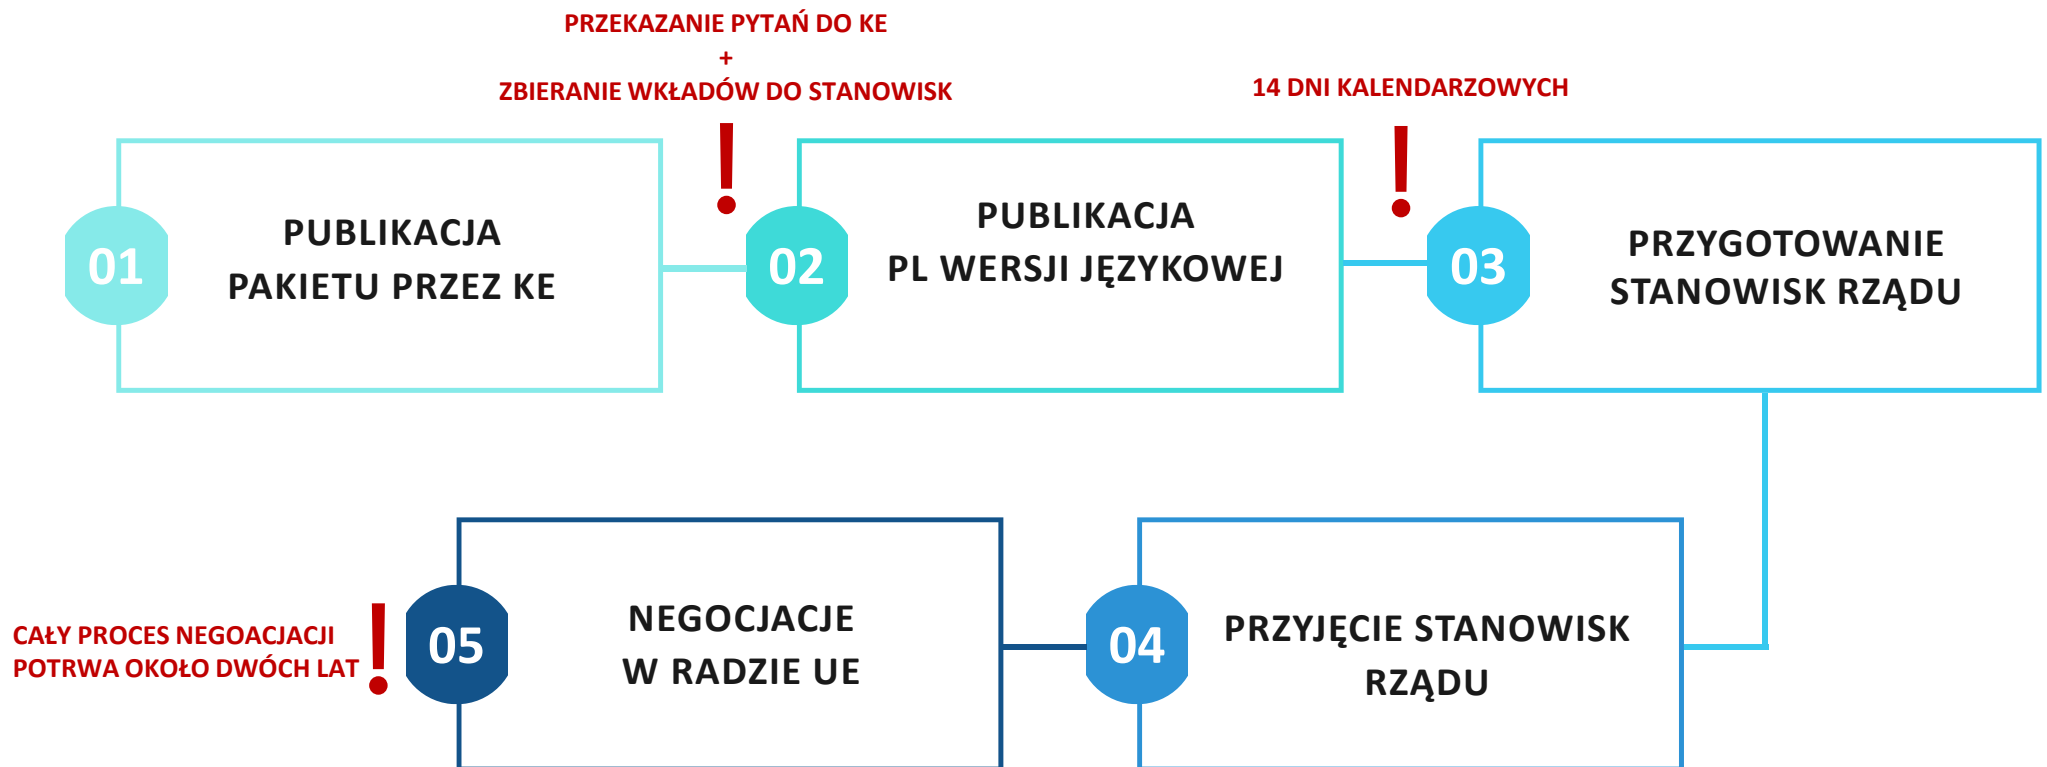 PRZEKAZANIE PYTAŃ DO KE
+
ZBIERANIE WKŁADÓW DO STANOWISK
14 DNI KALENDARZOWYCH
01
PUBLIKACJA
PAKIETU PRZEZ KE
02
PUBLIKACJA
PL WERSJI JĘZYKOWEJ
03
PRZYGOTOWANIE
STANOWISK RZĄDU
CAŁY PROCES NEGOACJACJI
POTRWA OKOŁO DWÓCH LAT
05
NEGOCJACJE
W RADZIE UE
04
PRZYJĘCIE STANOWISK
RZĄDU